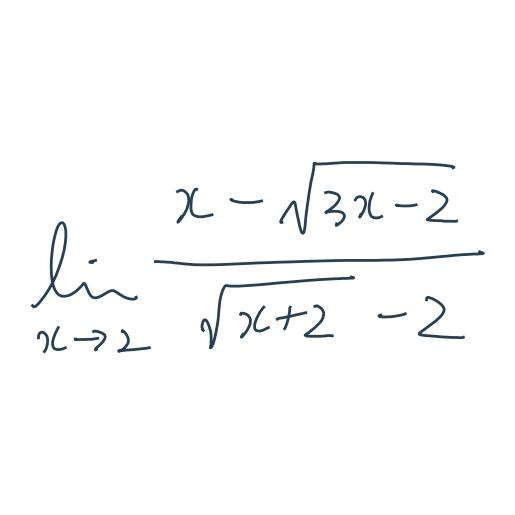 lim x→2 (x − √(3x−2)) / (√(x+2) − 2)